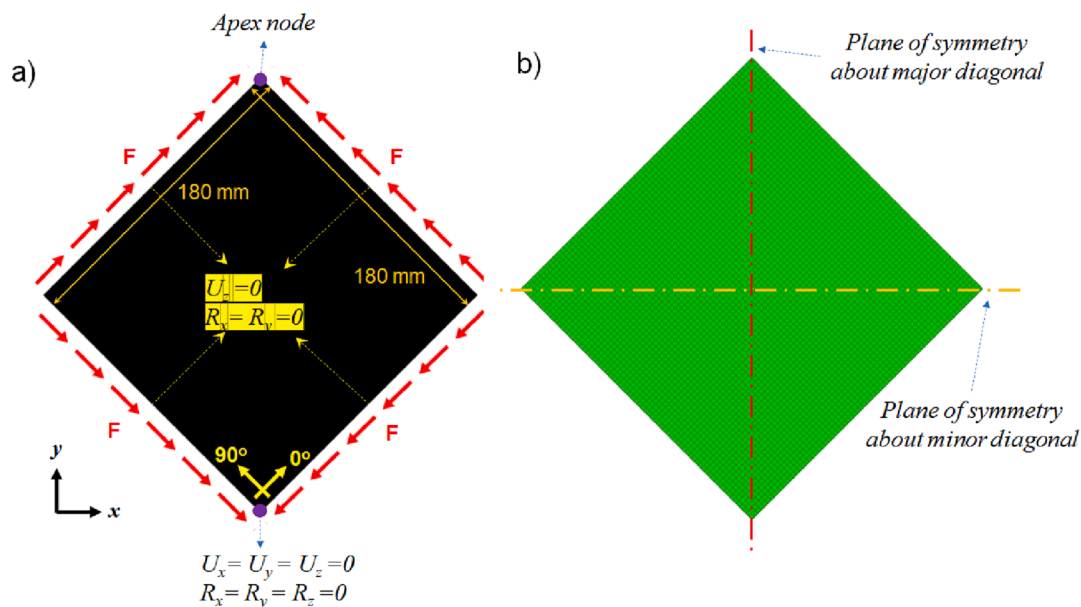 Apex node
a)
F
F
180 mm
180 mm
U_z=0
R_x= R_y=0
F
F
90°
0°
y
x
U_x= U_y= U_z=0
R_x= R_y= R_z=0
b)
Plane of symmetry
about major diagonal
Plane of symmetry
about minor diagonal